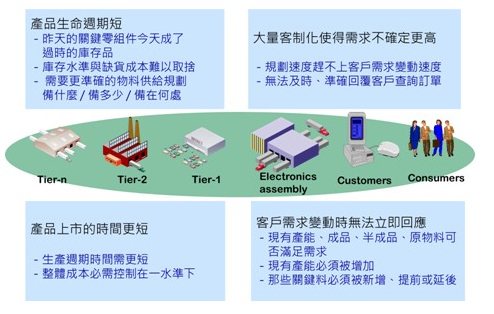 產品生命週期短
- 昨天的關鍵零組件今天成了
過時的庫存品
- 庫存水準與缺貨成本難以取捨
- 需要更準確的物料供給規劃
備什麼 / 備多少 / 備在何處
大量客制化使得需求不確定更高
- 規劃速度趕不上客戶需求變動速度
- 無法及時、準確回覆客戶查詢訂單
Tier-n
Tier-2
Tier-1
Electronics
assembly
Customers
Consumers
產品上市的時間更短
- 生產週期時間需更短
- 整體成本必需控制在一水準下
客戶需求變動時無法立即回應
- 現有產能、成品、半成品、原物料可
否滿足需求
- 現有產能必須被增加
- 那些關鍵料必須被新增、提前或延後